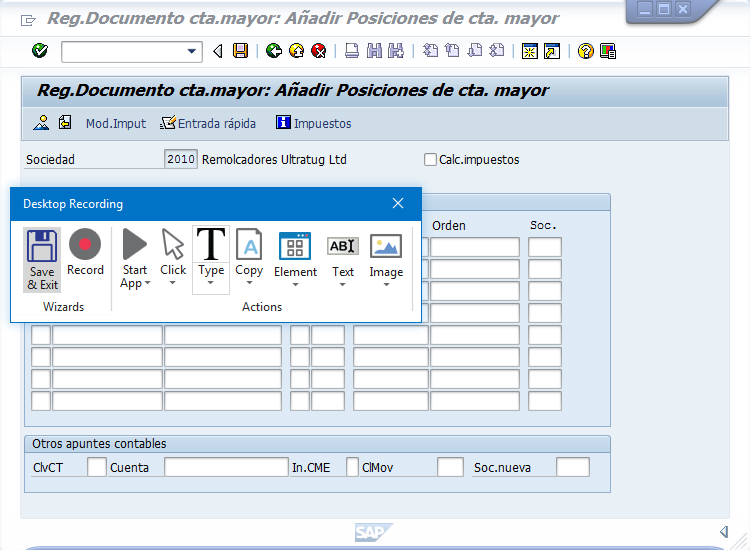 Reg.Documento cta.mayor: Añadir Posiciones de cta. mayor
Reg.Documento cta.mayor: Añadir Posiciones de cta. mayor
Mod.Imput Entrada rápida Impuestos
Sociedad 2010 Remolcadores Ultratug Ltd Calc.impuestos
Desktop Recording
Orden Soc.
Save & Exit Record Start App Click Type Copy Element Text Image
Wizards Actions
Otros apuntes contables
ClvCT Cuenta In.CME ClMov Soc.nueva
SAP